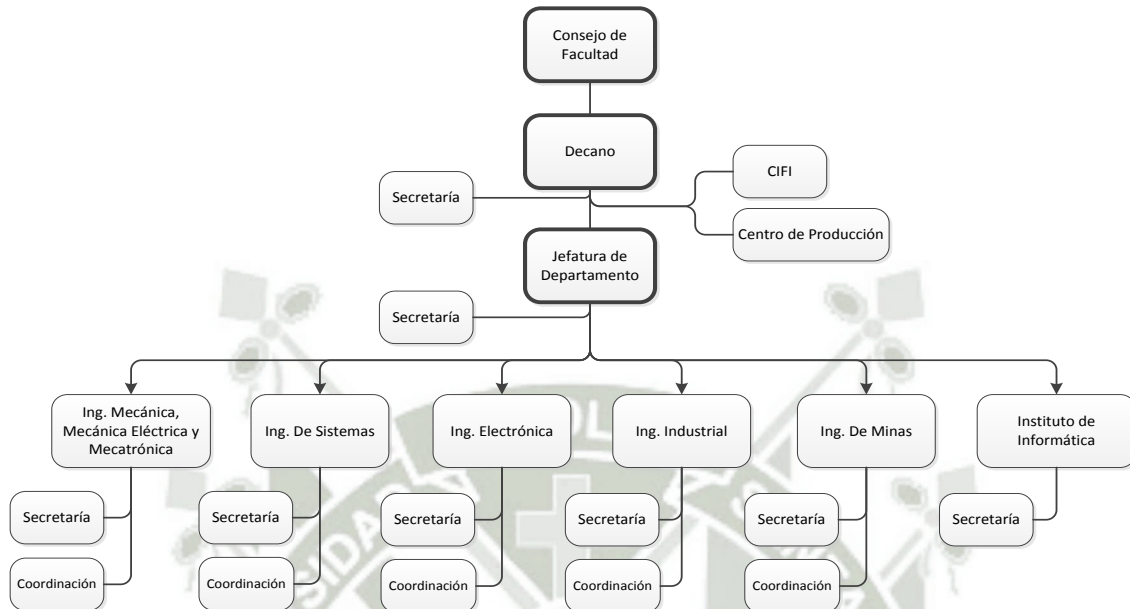 Consejo de
Facultad
Decano
CIFI
Secretaría
Centro de Producción
Jefatura de
Departamento
Secretaría
Ing. Mecánica,
Mecánica Eléctrica y
Mecatrónica
Ing. De Sistemas
Ing. Electrónica
Ing. Industrial
Ing. De Minas
Instituto de
Informática
Secretaría
Secretaría
Secretaría
Secretaría
Secretaría
Secretaría
Coordinación
Coordinación
Coordinación
Coordinación
Coordinación